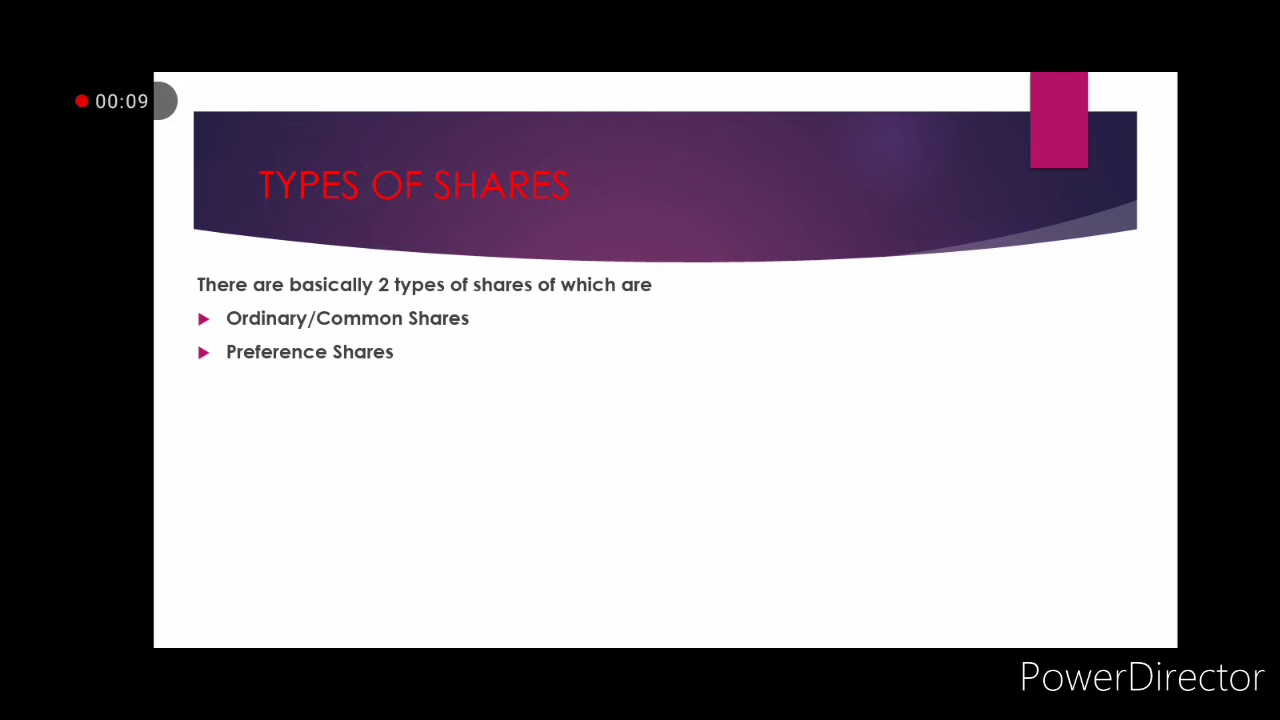 00:09
TYPES OF SHARES
There are basically 2 types of shares of which are
Ordinary/Common Shares
Preference Shares
PowerDirector